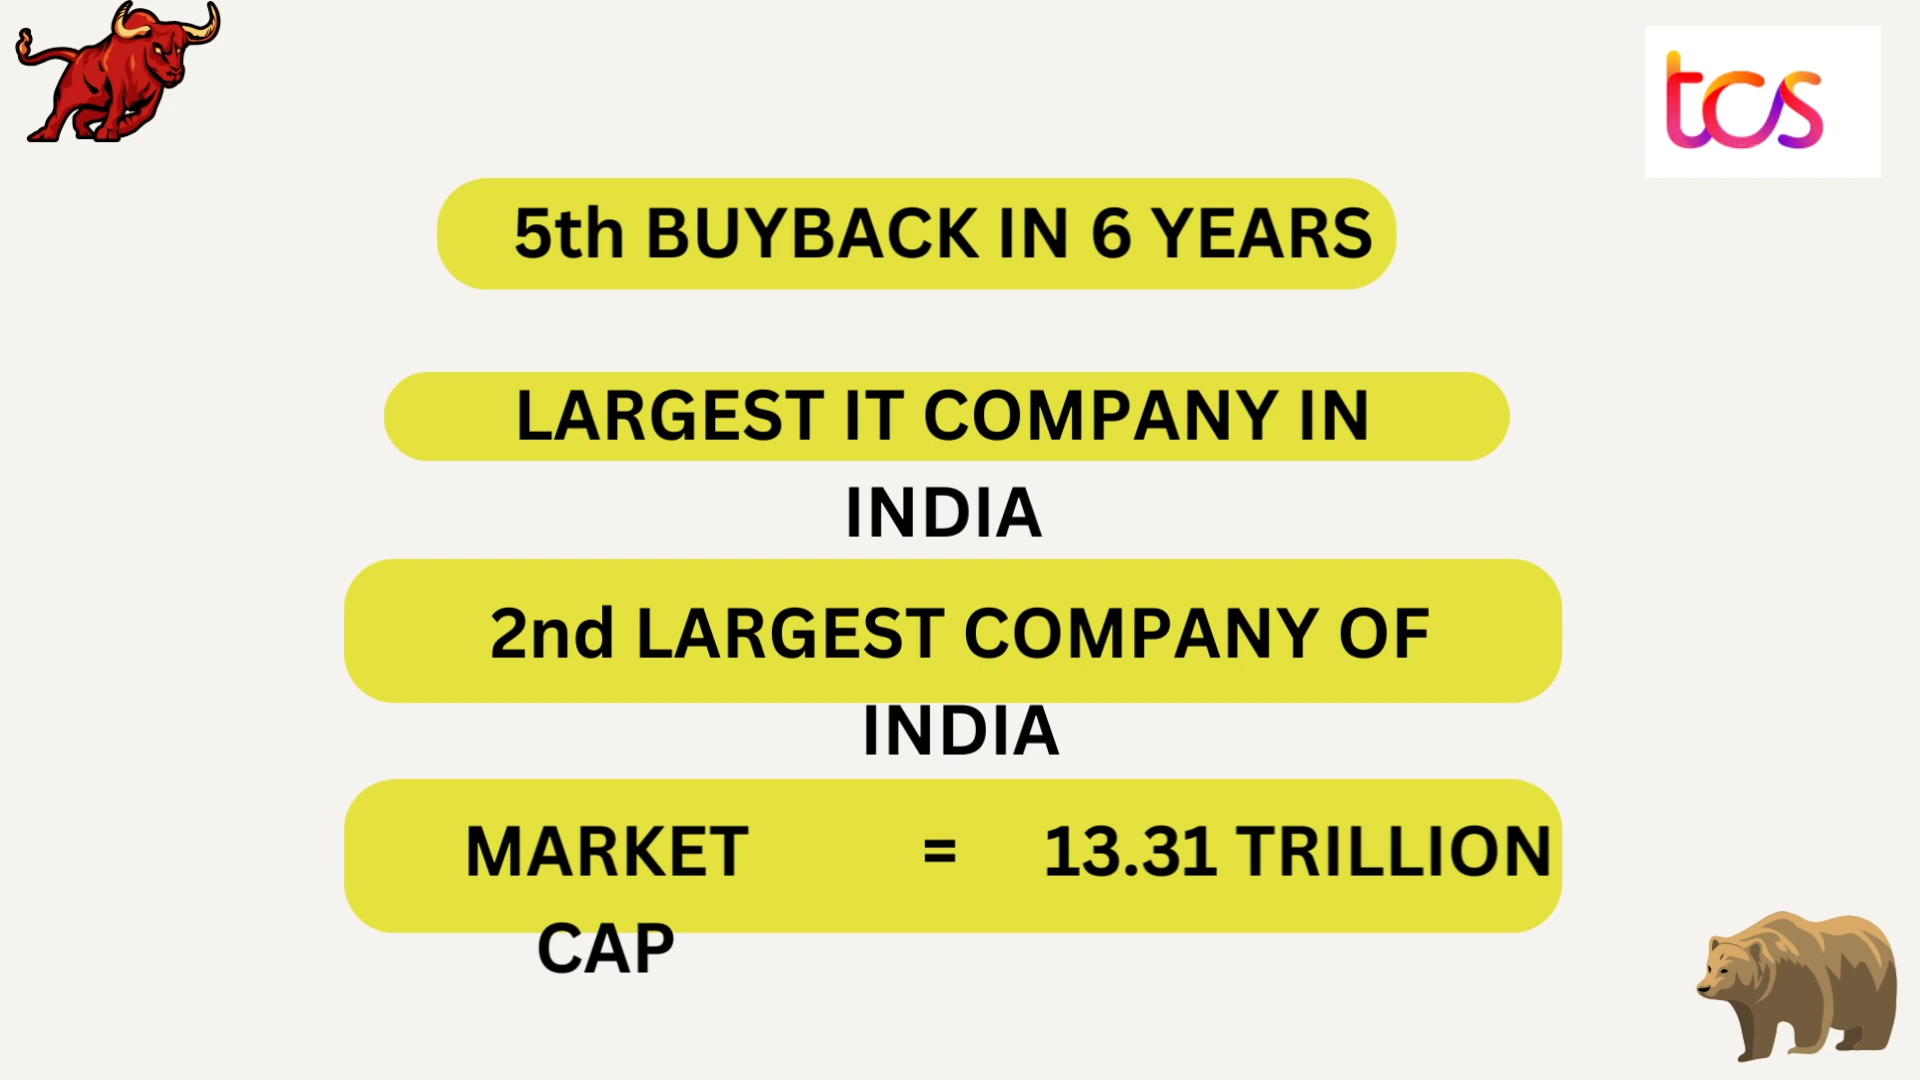 tcs
5th BUYBACK IN 6 YEARS
LARGEST IT COMPANY IN
INDIA
2nd LARGEST COMPANY OF
INDIA
MARKET = 13.31 TRILLION
CAP